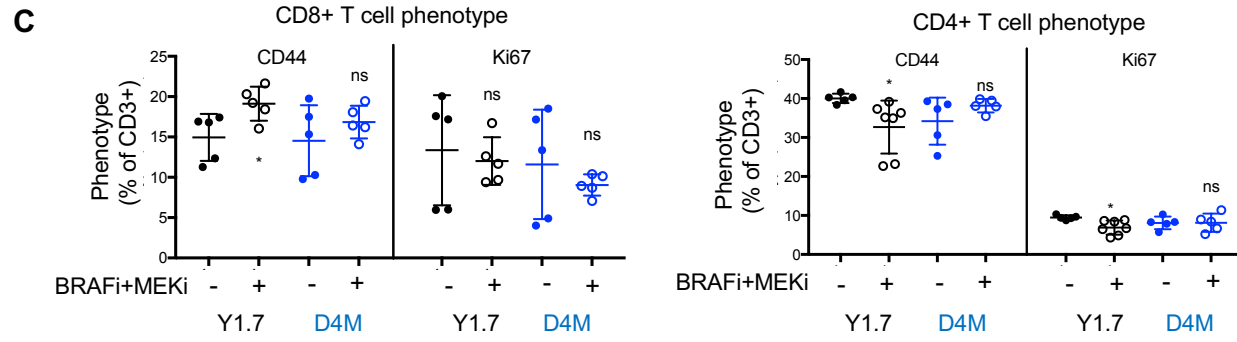 C
CD8+ T cell phenotype
CD44
Ki67
Phenotype
(% of CD3+)
25
20
15
10
5
0
ns
*
ns
ns
BRAFi+MEKi - + - + - + - +
Y1.7 D4M Y1.7 D4M
CD4+ T cell phenotype
CD44
Ki67
Phenotype
(% of CD3+)
50
40
30
20
10
0
*
ns
*
ns
BRAFi+MEKi - + - + - + - +
Y1.7 D4M Y1.7 D4M